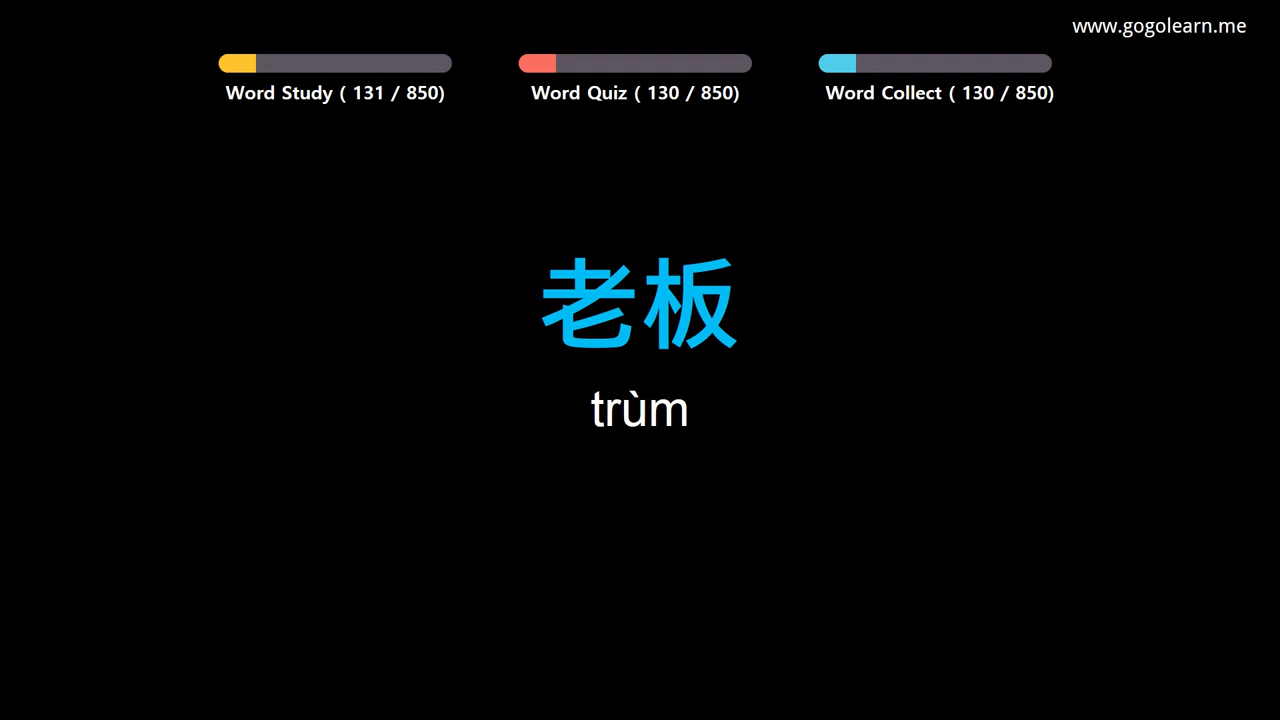 www.gogolearn.me
Word Study ( 131 / 850)
Word Quiz ( 130 / 850)
Word Collect ( 130 / 850)
老板
trùm